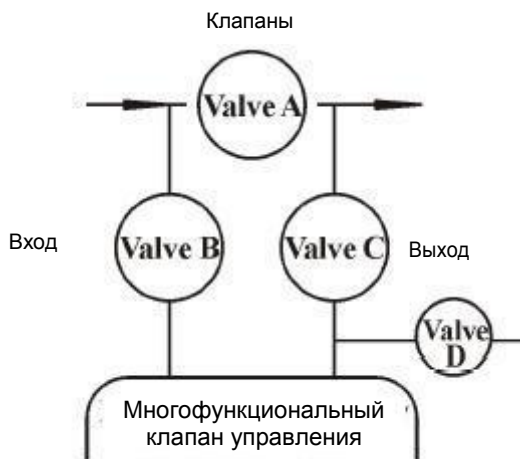 Клапаны
Valve A
Вход
Valve B
Valve C
Выход
Valve
D
Многофункциональный
клапан управления